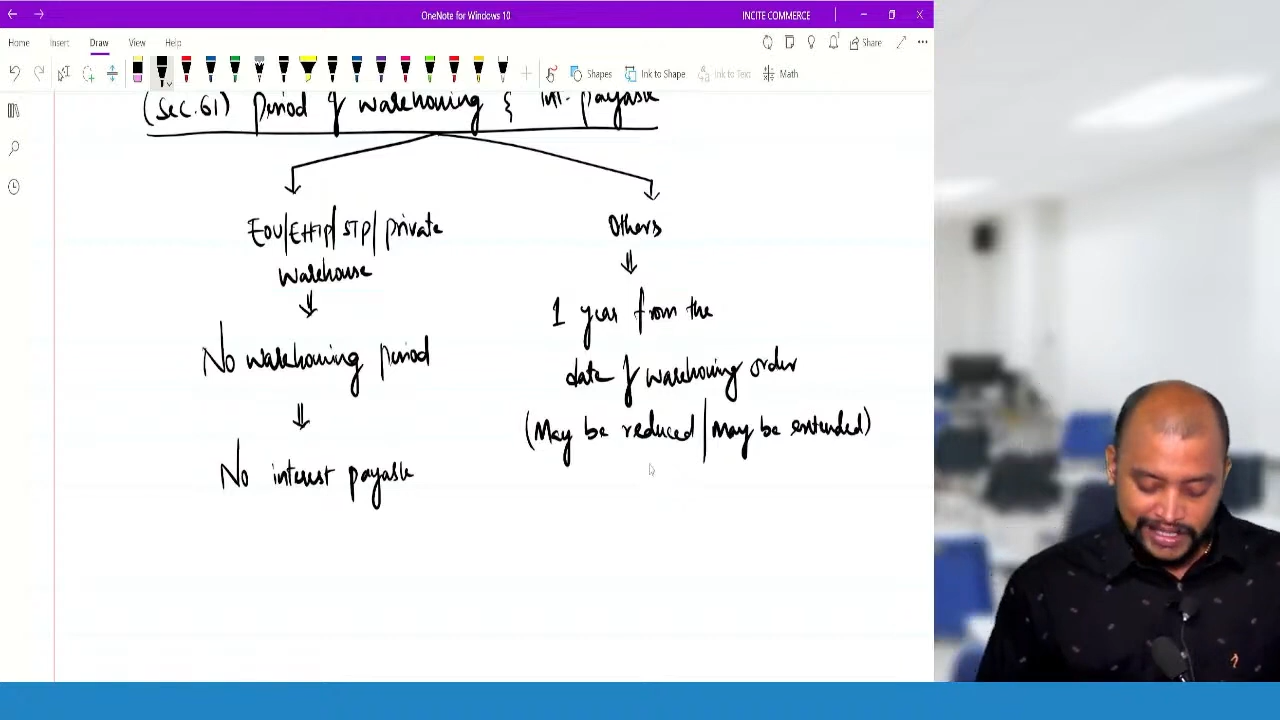 OneNote for Windows 10
INCITE COMMERCE
Home Insert Draw View Help
Share
Shapes Ink to Shape Ink to Text Math
(Sec.61) Period of warehousing & Int. payable
EOU/EHTP/STP/private
Warehouse
No warehousing period
No interest payable
Others
1 year from the
date of warehousing order
(May be reduced/May be extended)